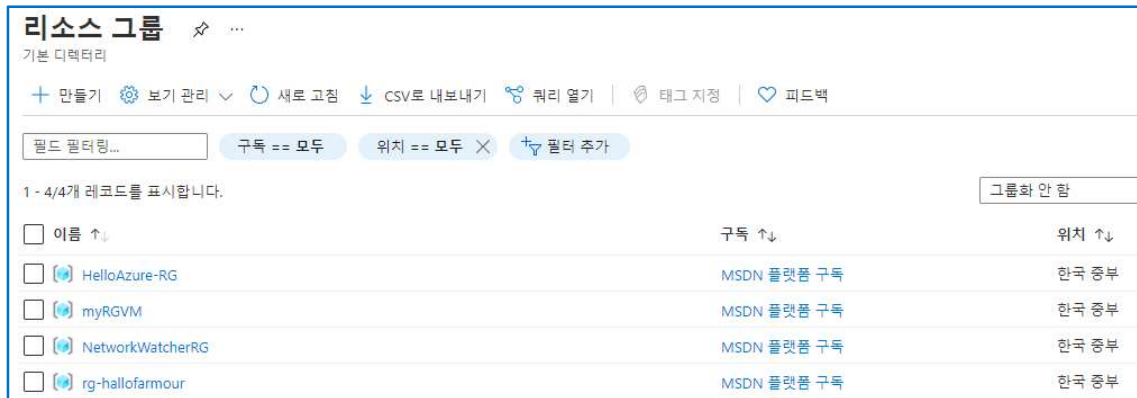 리소스 그룹
기본 디렉터리
만들기 보기 관리 새로 고침 CSV로 내보내기 쿼리 열기 태그 지정 피드백
필드 필터링... 구독 == 모두 위치 == 모두 필터 추가
1 - 4/4개 레코드를 표시합니다. 그룹화 안 함
이름 ↑↓ 구독 ↑↓ 위치 ↑↓
HelloAzure-RG MSDN 플랫폼 구독 한국 중부
myRGVM MSDN 플랫폼 구독 한국 중부
NetworkWatcherRG MSDN 플랫폼 구독 한국 중부
rg-hallofarmour MSDN 플랫폼 구독 한국 중부